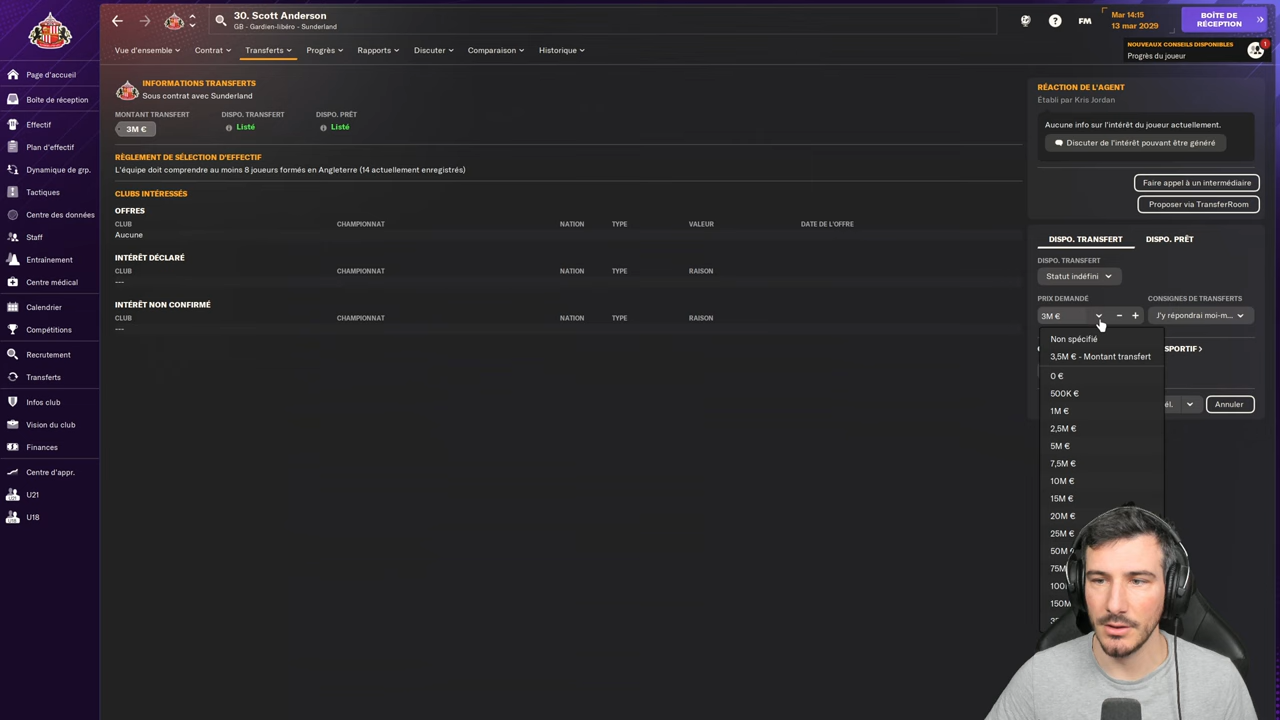 30. Scott Anderson
GB - Gardien-libéro - Sunderland
FM
Mar 14:15
13 mar 2029
BOÎTE DE RÉCEPTION
Vue d'ensemble
Contrat
Transferts
Progrès
Rapports
Discuter
Comparaison
Historique
NOUVEAUX CONSEILS DISPONIBLES
Progrès du joueur
1
Page d'accueil
Boîte de réception
Effectif
Plan d'effectif
Dynamique de grp.
Tactiques
Centre des données
Staff
Entraînement
Centre médical
Calendrier
Compétitions
Recrutement
Transferts
Infos club
Vision du club
Finances
Centre d'appr.
U21
U18
INFORMATIONS TRANSFERTS
Sous contrat avec Sunderland
MONTANT TRANSFERT
DISPO. TRANSFERT
DISPO. PRÊT
3M €
Listé
Listé
RÈGLEMENT DE SÉLECTION D'EFFECTIF
L'équipe doit comprendre au moins 8 joueurs formés en Angleterre (14 actuellement enregistrés)
CLUBS INTÉRESSÉS
OFFRES
CLUB CHAMPIONNAT NATION TYPE VALEUR DATE DE L'OFFRE
Aucune
INTÉRÊT DÉCLARÉ
CLUB CHAMPIONNAT NATION TYPE RAISON
---
INTÉRÊT NON CONFIRMÉ
CLUB CHAMPIONNAT NATION TYPE RAISON
---
RÉACTION DE L'AGENT
Établi par Kris Jordan
Aucune info sur l'intérêt du joueur actuellement.
Discuter de l'intérêt pouvant être généré
Faire appel à un intermédiaire
Proposer via TransferRoom
DISPO. TRANSFERT
DISPO. PRÊT
DISPO. TRANSFERT
Statut indéfini
PRIX DEMANDÉ
CONSIGNES DE TRANSFERTS
3M €
J'y répondrai moi-m...
Non spécifié
3,5M € - Montant transfert
SPORTIF
0 €
500K €
1M €
él.
Annuler
2,5M €
5M €
7,5M €
10M €
15M €
20M €
25M €
50M
75M
100
150M